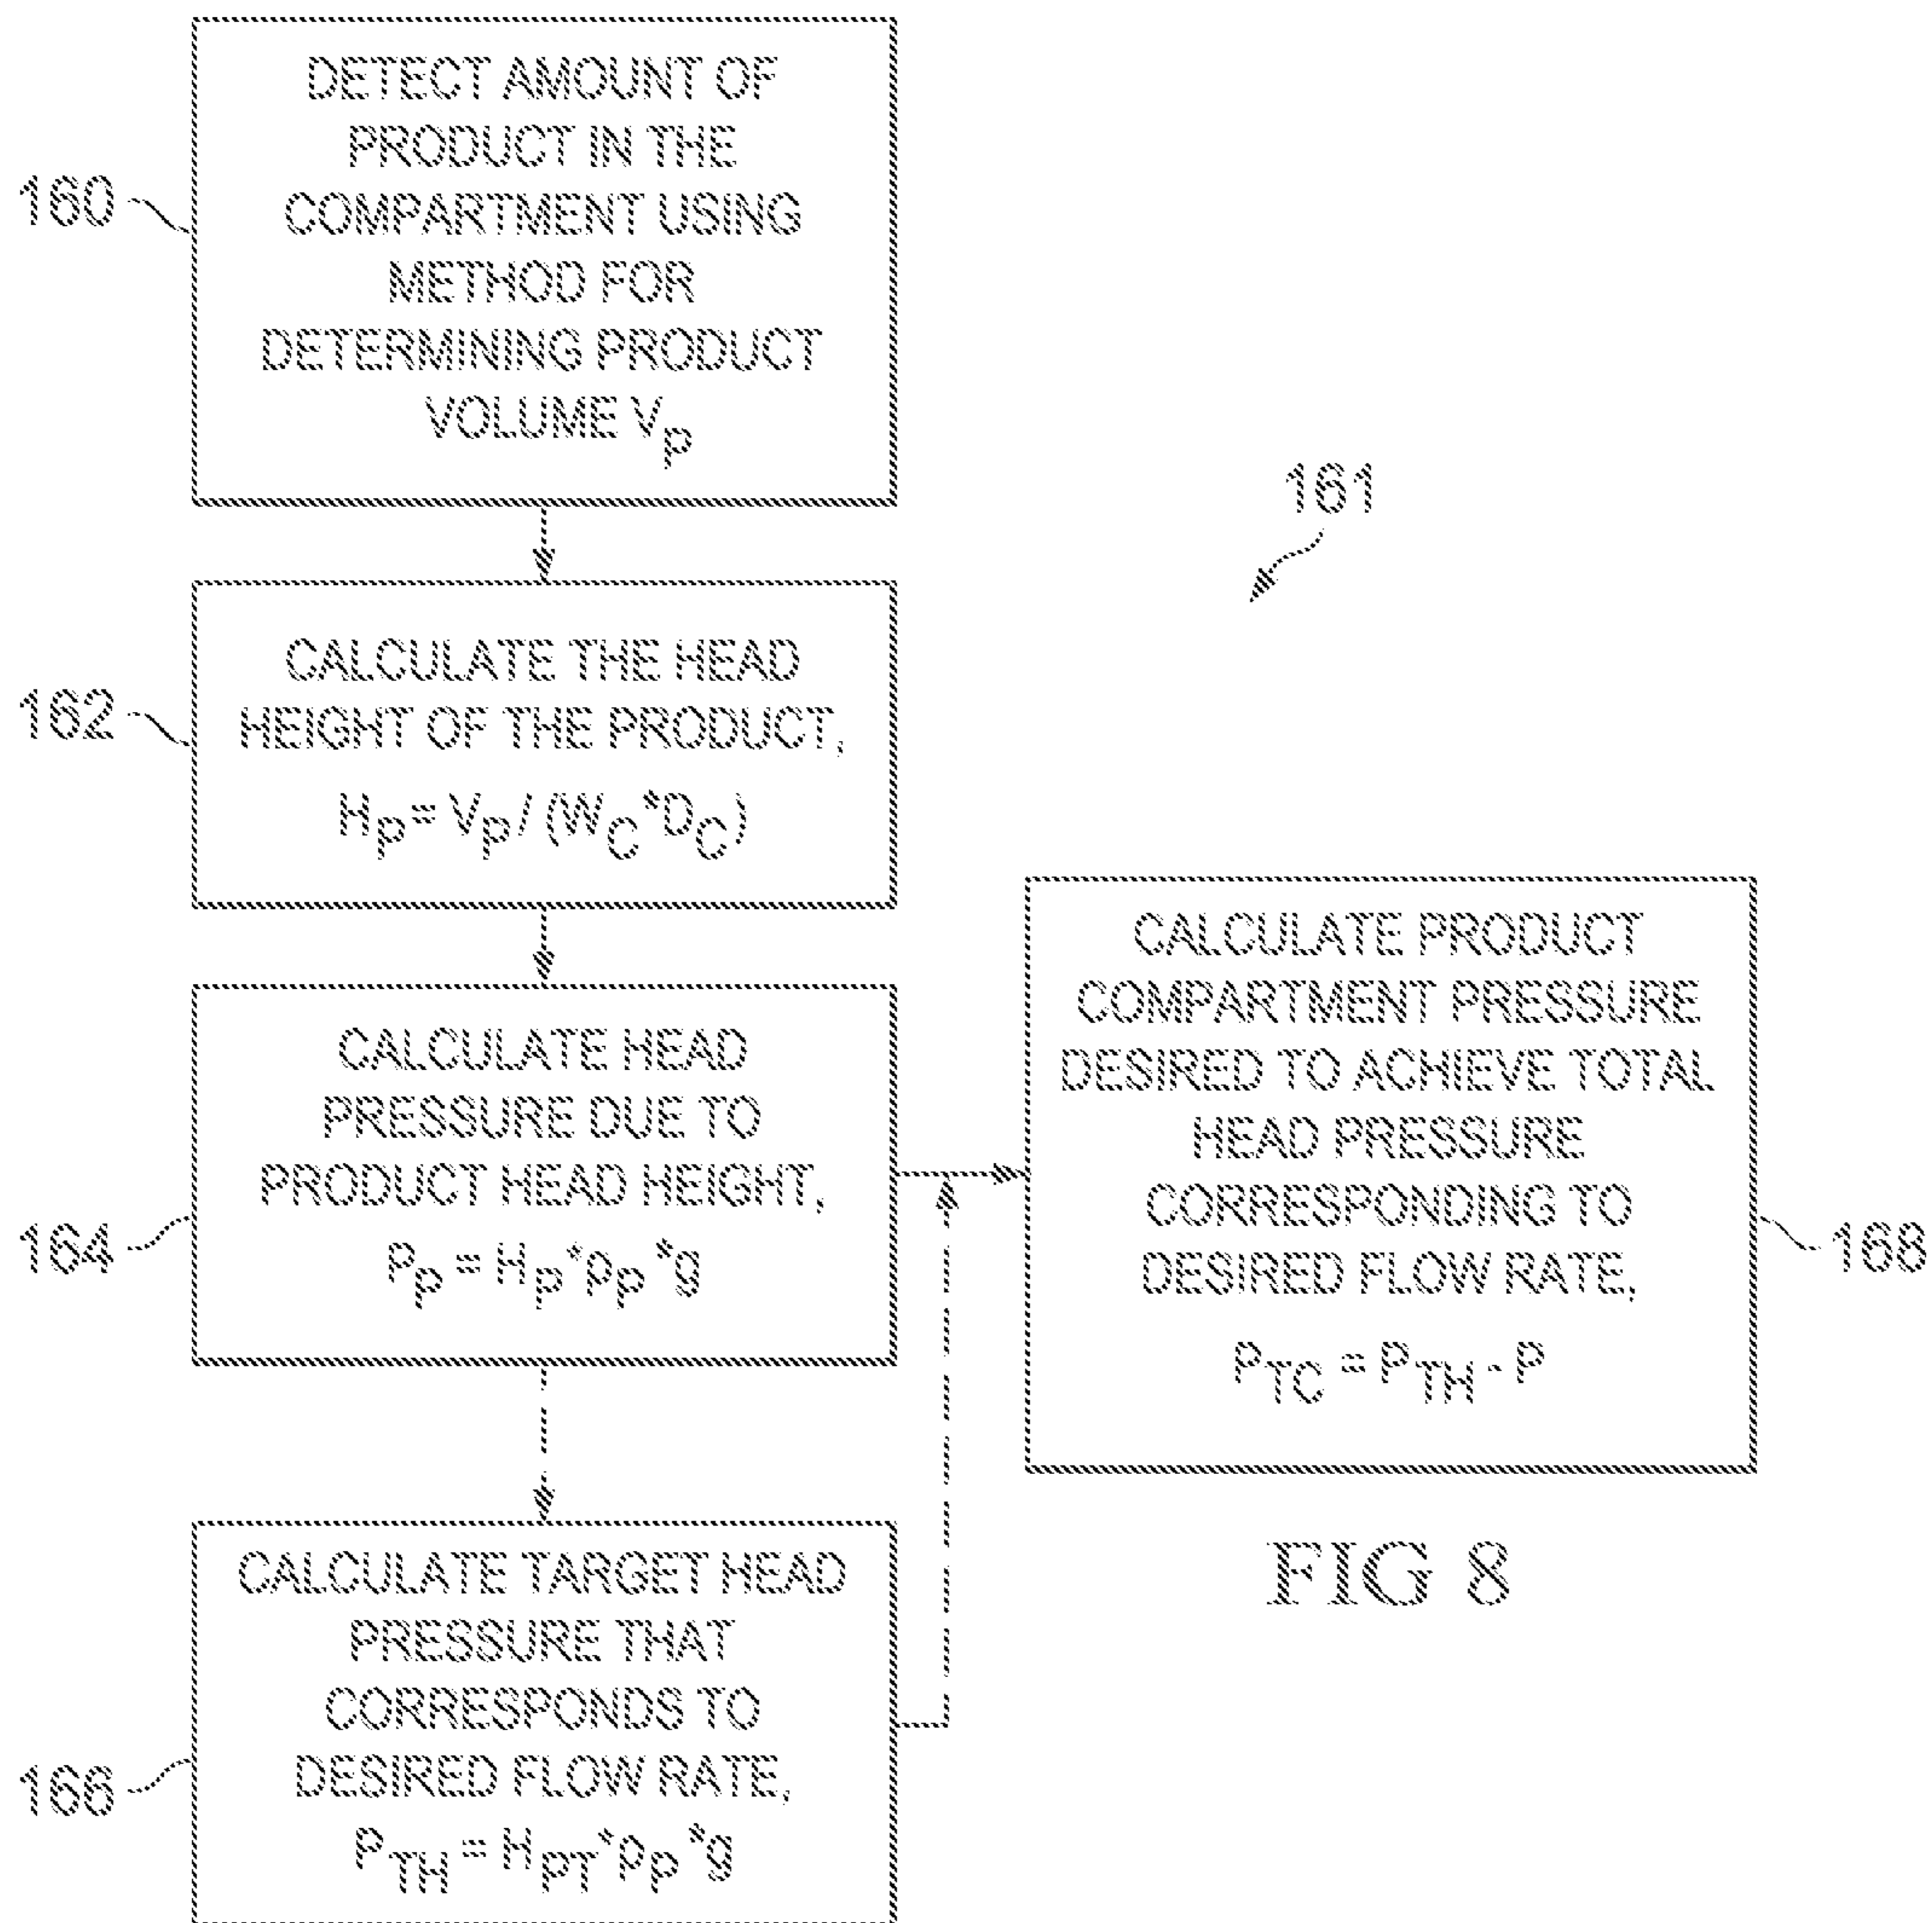 160
DETECT AMOUNT OF
PRODUCT IN THE
COMPARTMENT USING
METHOD FOR
DETERMINING PRODUCT
VOLUME Vp
161
162
CALCULATE THE HEAD
HEIGHT OF THE PRODUCT,
Hp = Vp / (WC*DC)
164
CALCULATE HEAD
PRESSURE DUE TO
PRODUCT HEAD HEIGHT,
Pp = Hp*pp*g
166
CALCULATE TARGET HEAD
PRESSURE THAT
CORRESPONDS TO
DESIRED FLOW RATE,
PTH = HPT*pp*g
CALCULATE PRODUCT
COMPARTMENT PRESSURE
DESIRED TO ACHIEVE TOTAL
HEAD PRESSURE
CORRESPONDING TO
DESIRED FLOW RATE,
PTC = PTH - P
168
FIG 8